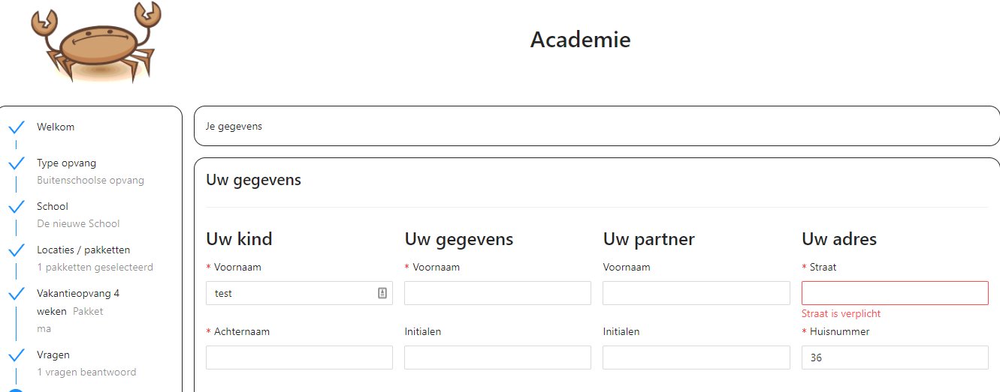 Academie
Welkom
Type opvang
Buitenschoolse opvang
School
De nieuwe School
Locaties / pakketten
1 pakketten geselecteerd
Vakantieopvang 4
weken Pakket
ma
Vragen
1 vragen beantwoord
Je gegevens
Uw gegevens
Uw kind
* Voornaam
test
* Achternaam
Uw gegevens
* Voornaam
Initialen
Uw partner
Voornaam
Initialen
Uw adres
* Straat
Straat is verplicht
* Huisnummer
36